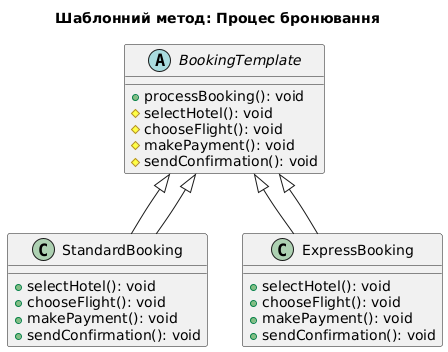 Шаблонний метод: Процес бронювання
A BookingTemplate
processBooking(): void
selectHotel(): void
chooseFlight(): void
makePayment(): void
sendConfirmation(): void
C StandardBooking
selectHotel(): void
chooseFlight(): void
makePayment(): void
sendConfirmation(): void
C ExpressBooking
selectHotel(): void
chooseFlight(): void
makePayment(): void
sendConfirmation(): void